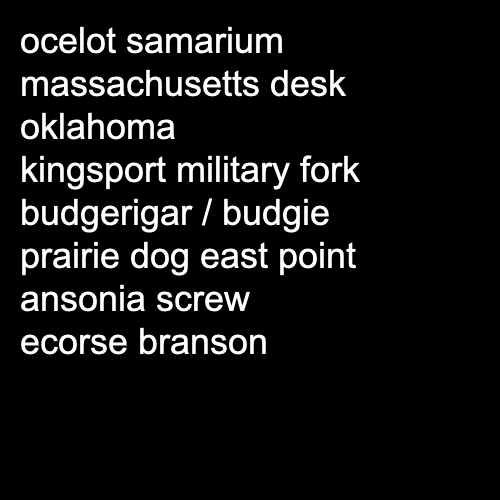 ocelot samarium
massachusetts desk
oklahoma
kingsport military fork
budgerigar / budgie
prairie dog east point
ansonia screw
ecorse branson